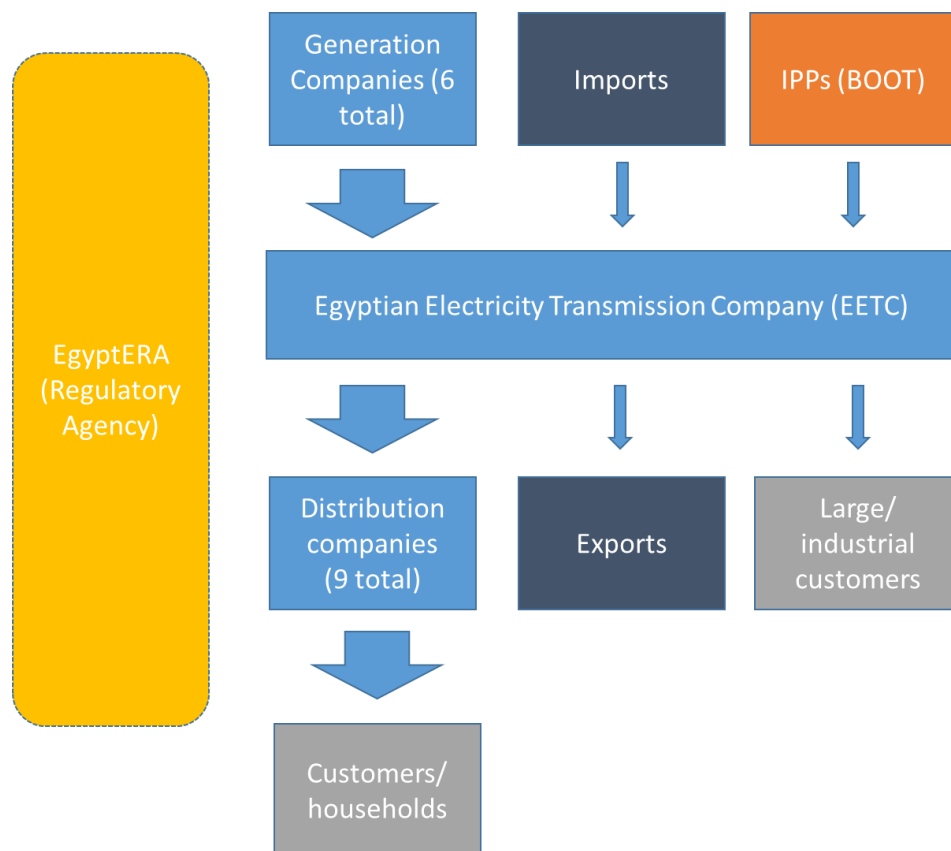 Generation
Companies (6
total)
Imports
IPPs (BOOT)
Egyptian Electricity Transmission Company (EETC)
EgyptERA
(Regulatory
Agency)
Distribution
companies
(9 total)
Exports
Large/
industrial
customers
Customers/
households